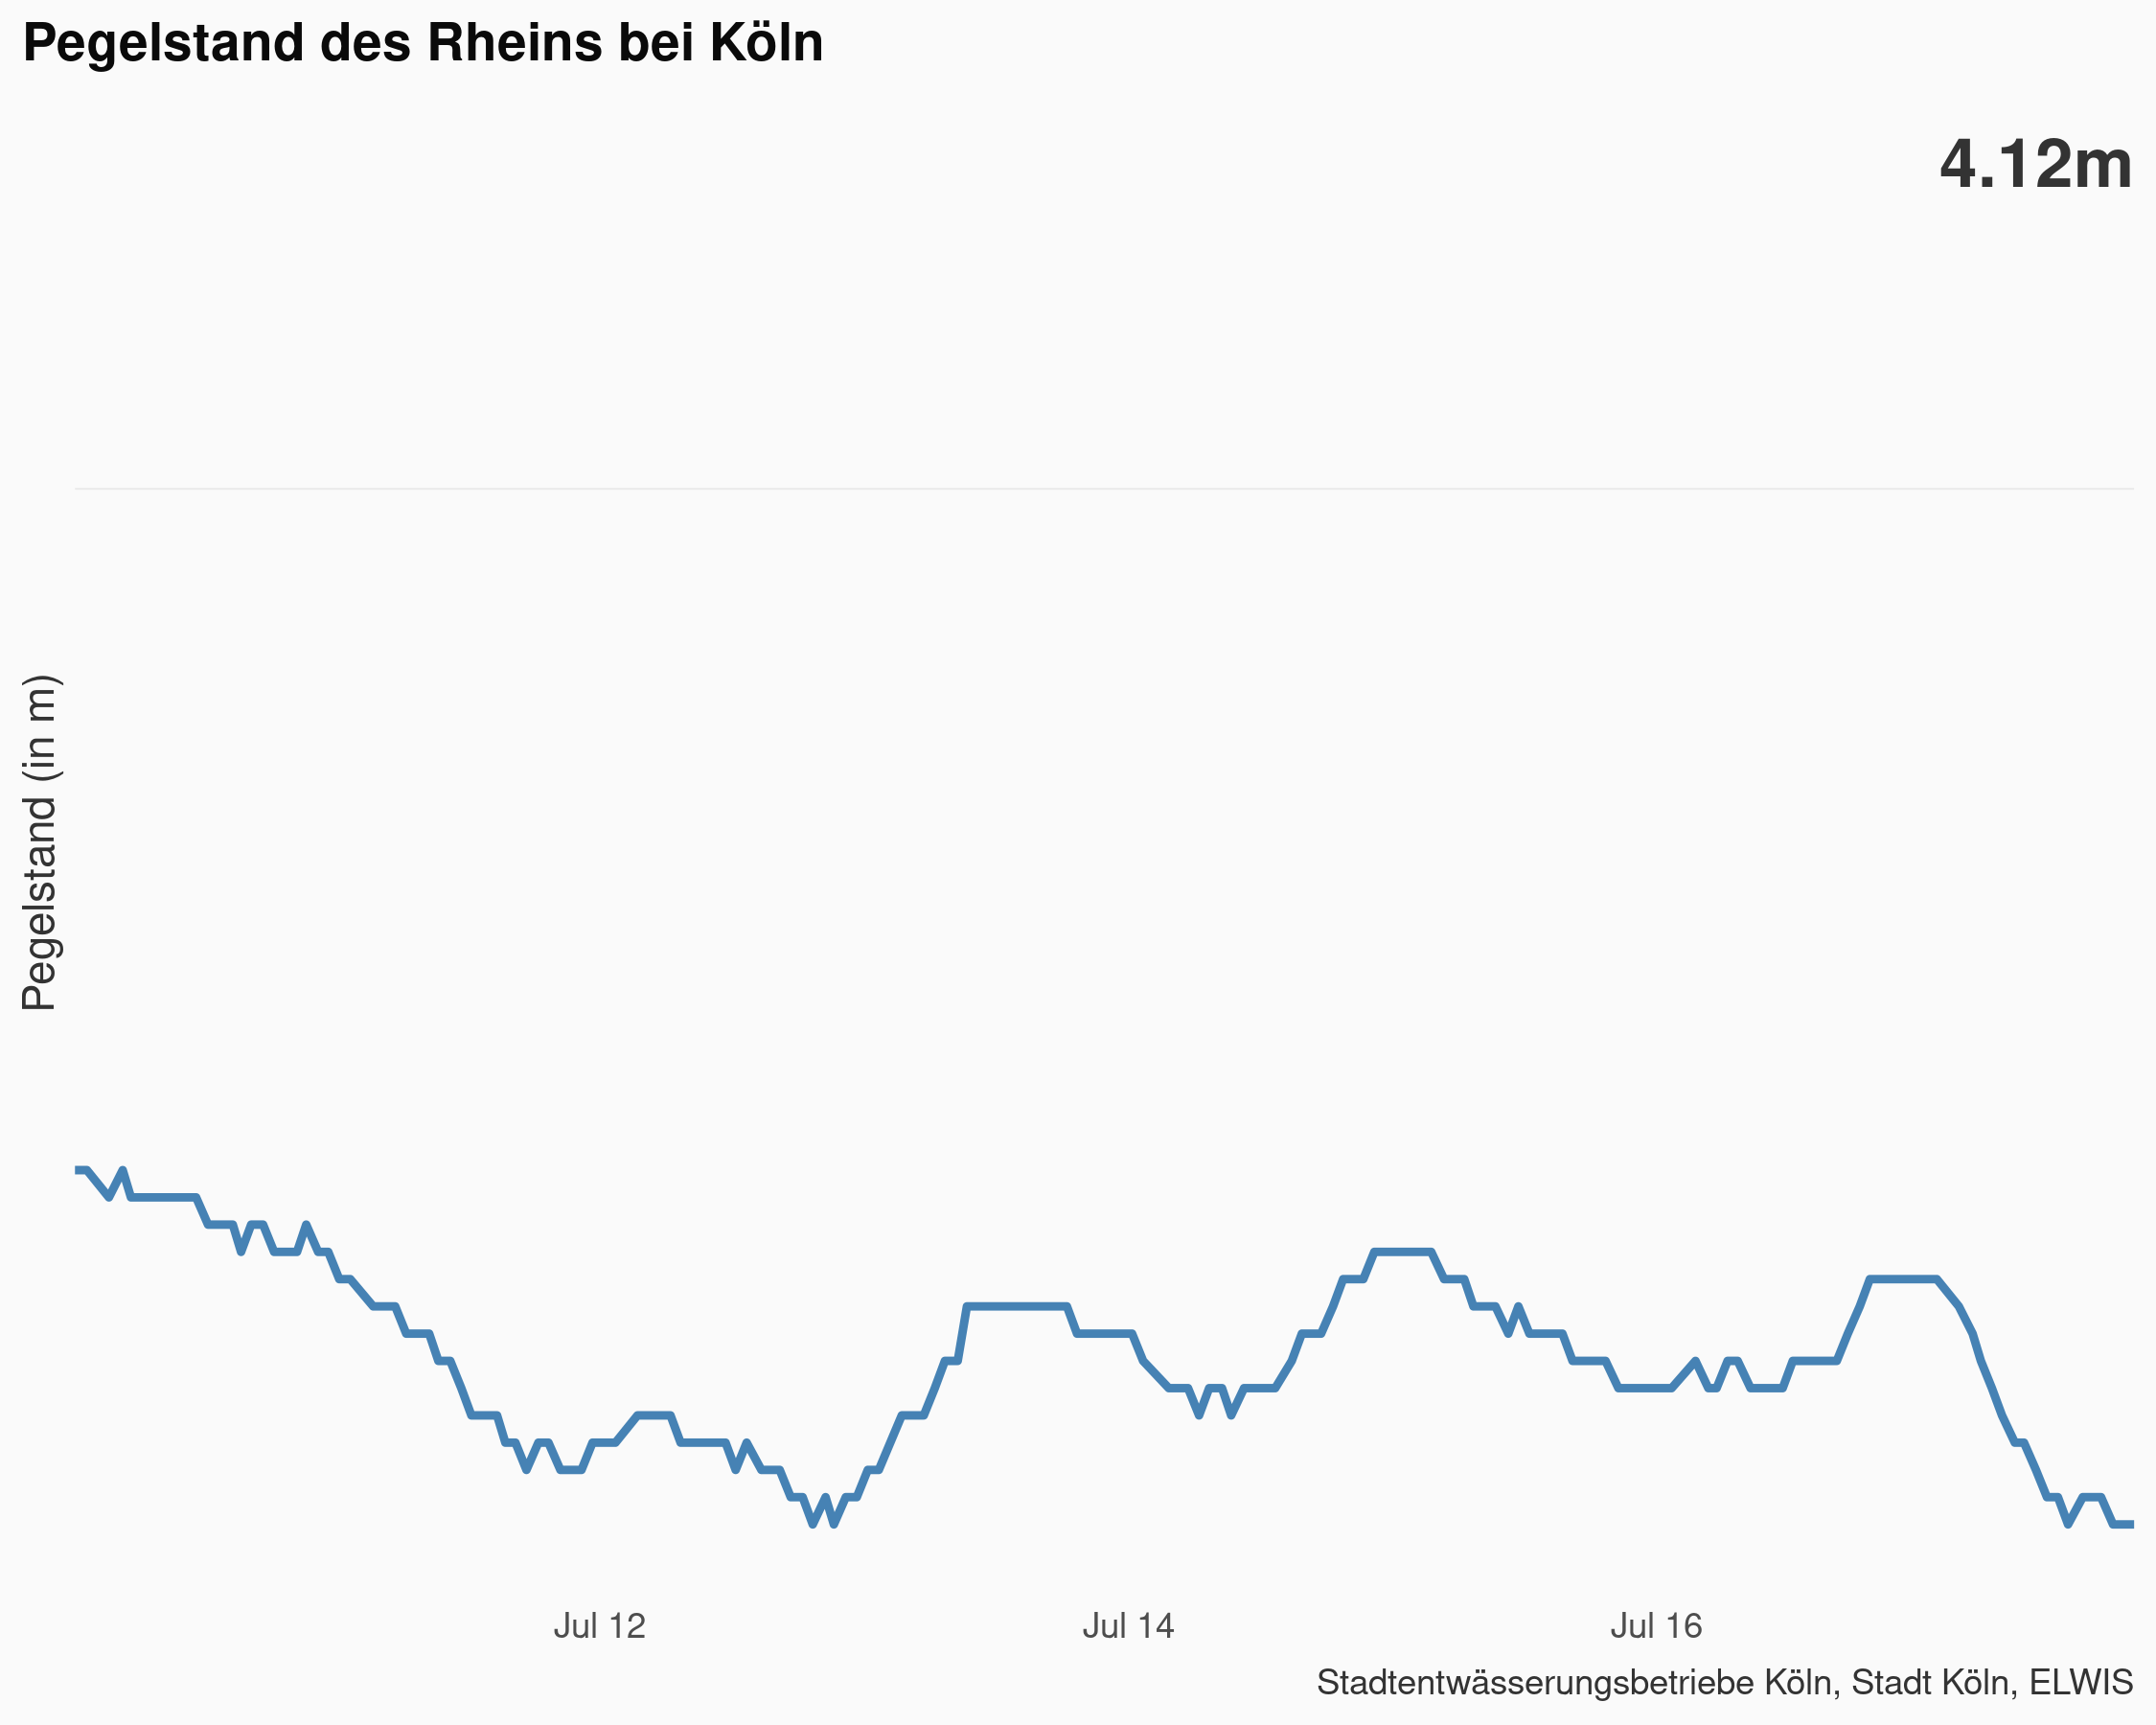 Pegelstand des Rheins bei Köln
4.12m
Pegelstand (in m)
Jul 12
Jul 14
Jul 16
Stadtentwässerungsbetriebe Köln, Stadt Köln, ELWIS